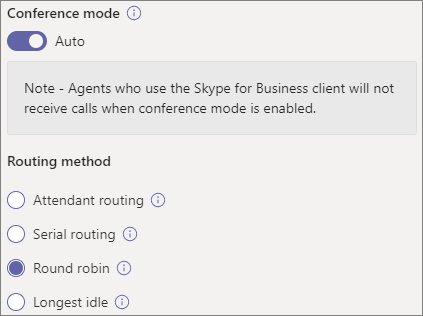 Conference mode
Auto
Note - Agents who use the Skype for Business client will not
receive calls when conference mode is enabled.
Routing method
Attendant routing
Serial routing
Round robin
Longest idle